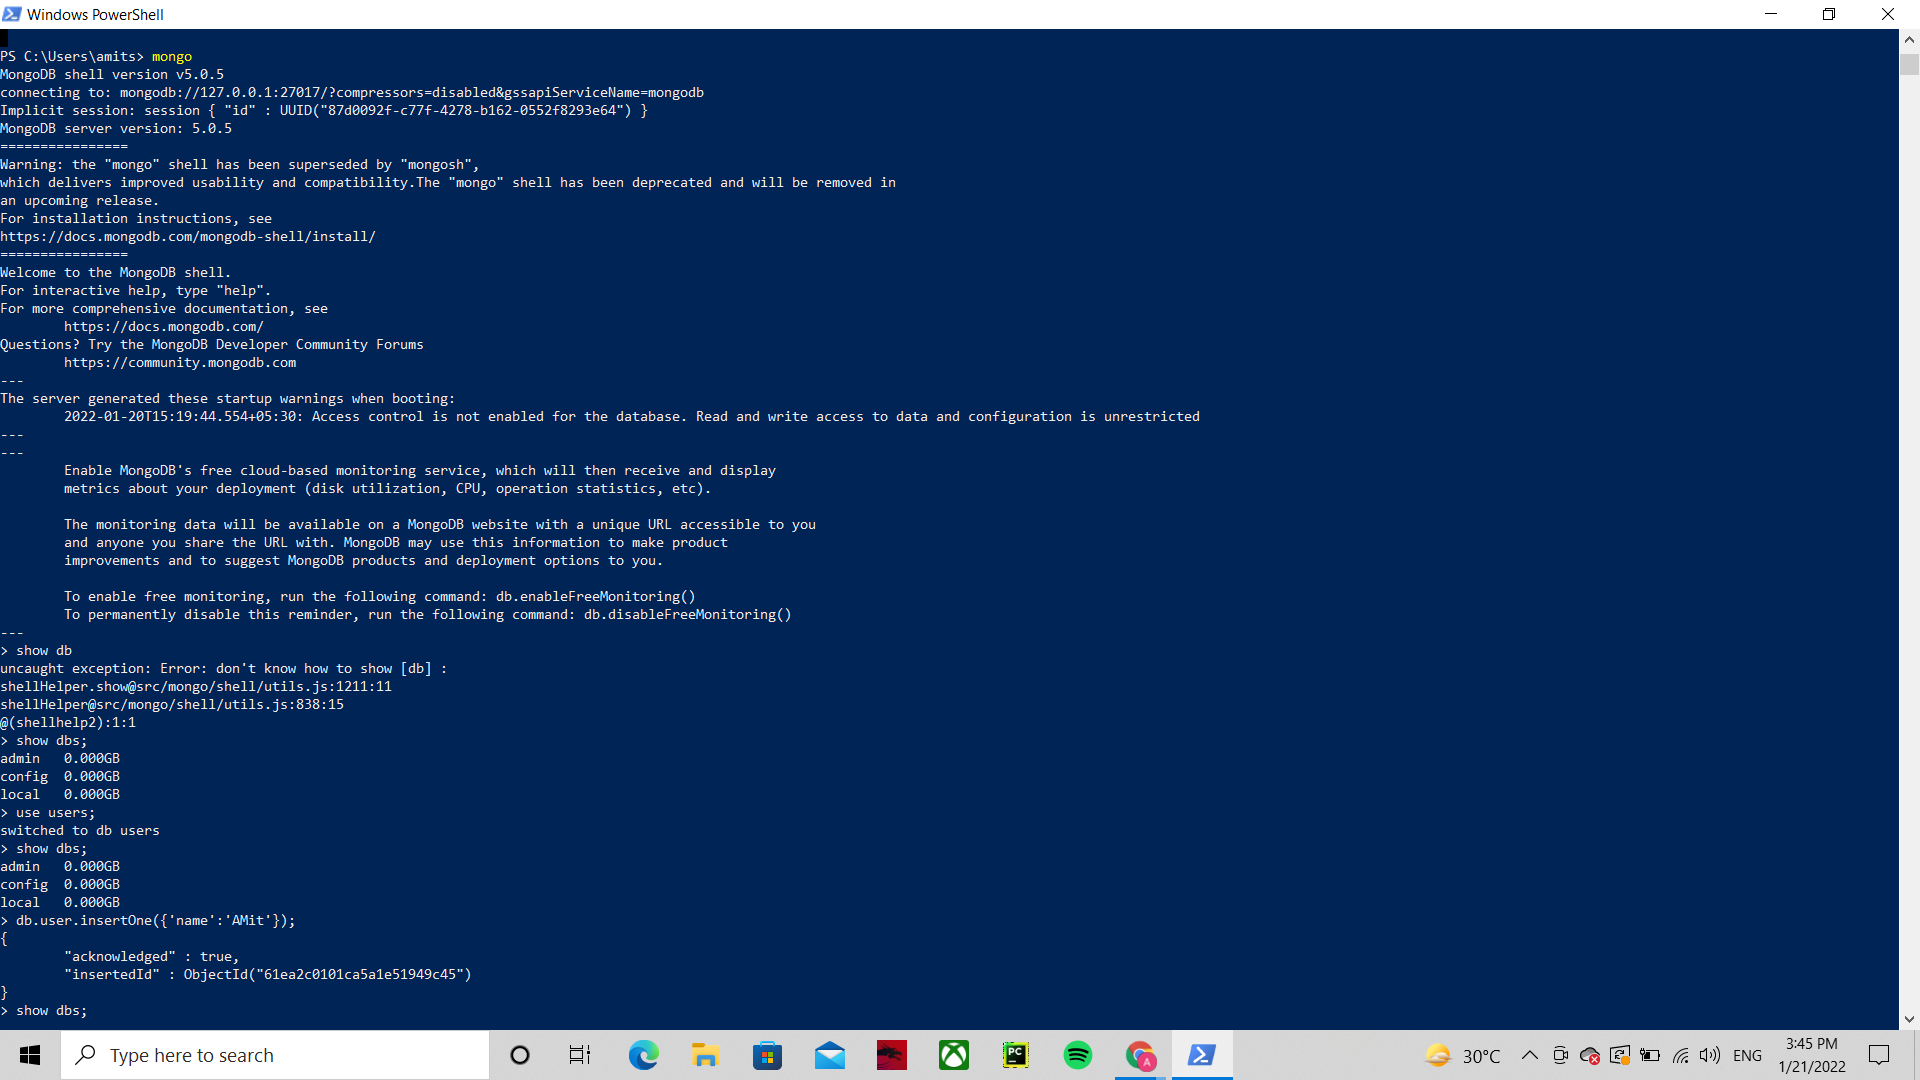 Windows PowerShell
PS C:\Users\amits> mongo
MongoDB shell version v5.0.5
connecting to: mongodb://127.0.0.1:27017/?compressors=disabled&gssapiServiceName=mongodb
Implicit session: session { "id" : UUID("87d0092f-c77f-4278-b162-0552f8293e64") }
MongoDB server version: 5.0.5
================
Warning: the "mongo" shell has been superseded by "mongosh",
which delivers improved usability and compatibility.The "mongo" shell has been deprecated and will be removed in
an upcoming release.
For installation instructions, see
https://docs.mongodb.com/mongodb-shell/install/
================
Welcome to the MongoDB shell.
For interactive help, type "help".
For more comprehensive documentation, see
https://docs.mongodb.com/
Questions? Try the MongoDB Developer Community Forums
https://community.mongodb.com
---
The server generated these startup warnings when booting:
2022-01-20T15:19:44.554+05:30: Access control is not enabled for the database. Read and write access to data and configuration is unrestricted
---
---
Enable MongoDB's free cloud-based monitoring service, which will then receive and display
metrics about your deployment (disk utilization, CPU, operation statistics, etc).
The monitoring data will be available on a MongoDB website with a unique URL accessible to you
and anyone you share the URL with. MongoDB may use this information to make product
improvements and to suggest MongoDB products and deployment options to you.
To enable free monitoring, run the following command: db.enableFreeMonitoring()
To permanently disable this reminder, run the following command: db.disableFreeMonitoring()
---
> show db
uncaught exception: Error: don't know how to show [db] :
shellHelper.show@src/mongo/shell/utils.js:1211:11
shellHelper@src/mongo/shell/utils.js:838:15
@(shellhelp2):1:1
> show dbs;
admin   0.000GB
config  0.000GB
local   0.000GB
> use users;
switched to db users
> show dbs;
admin   0.000GB
config  0.000GB
local   0.000GB
> db.user.insertOne({'name':'AMit'});
{
"acknowledged" : true,
"insertedId" : ObjectId("61ea2c0101ca5a1e51949c45")
}
> show dbs;
Type here to search
PC
A
30°C
ENG
3:45 PM
1/21/2022